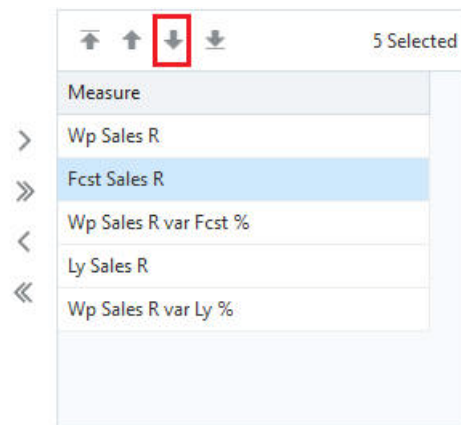 5 Selected
Measure
Wp Sales R
Fcst Sales R
Wp Sales R var Fcst %
Ly Sales R
Wp Sales R var Ly %